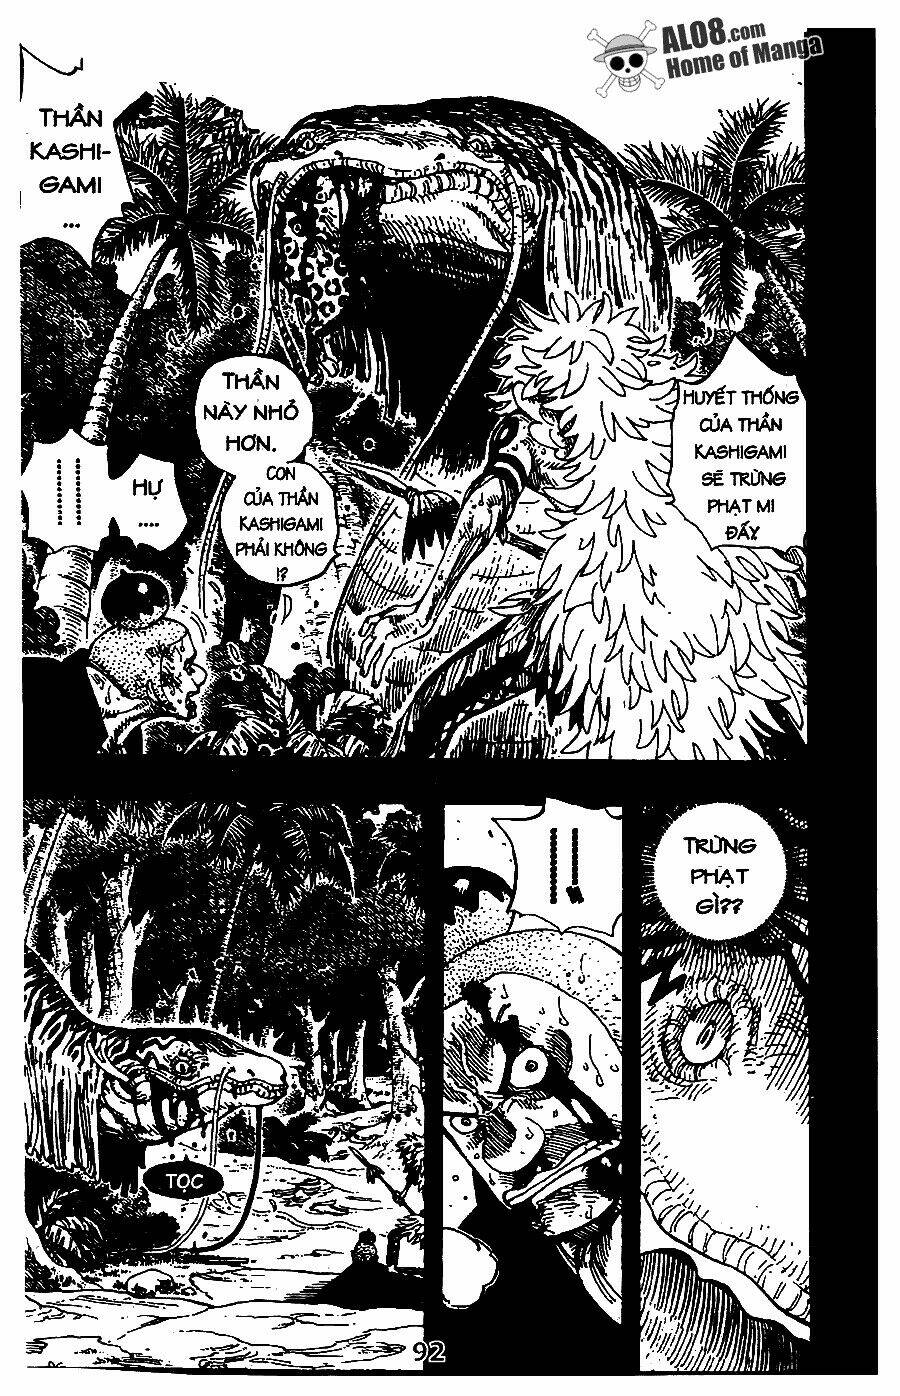 AL08.com
Home of Manga
THẦN
KASHI-
GAMI
...
HUYẾT THỐNG
CỦA THẦN
KASHIGAMI
SẼ TRỪNG
PHẠT MI
ĐẤY
THẦN
NÀY NHỎ
HƠN.
CON
CỦA THẦN
KASHIGAMI
PHẢI KHÔNG
!?
HỰ
....
TRỪNG
PHẠT
GÌ??
TỌC
92